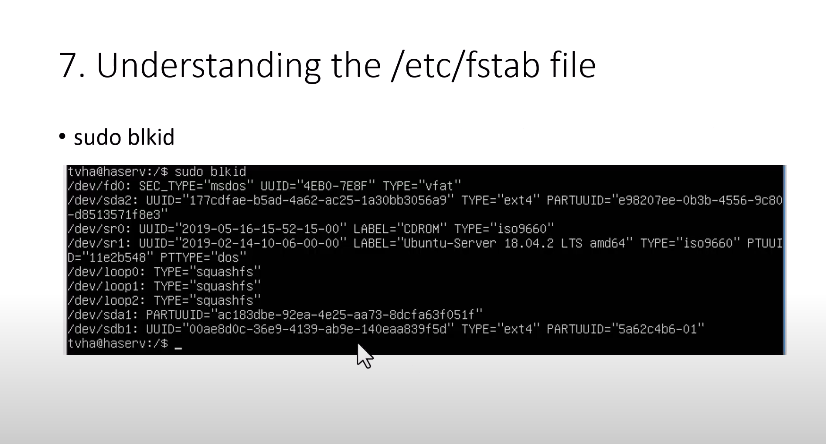 7. Understanding the /etc/fstab file
• sudo blkid
tvha@haserv:/$ sudo blkid
/dev/fd0: SEC_TYPE="msdos" UUID="4EB0-7E8F" TYPE="vfat"
/dev/sda2: UUID="177cdfae-b5ad-4a62-ac25-1a30bb3056a9" TYPE="ext4" PARTUUID="e98207ee-0b3b-4556-9c80
-d8513571f8e3"
/dev/sr0: UUID="2019-05-16-15-52-15-00" LABEL="CDROM" TYPE="iso9660"
/dev/sr1: UUID="2019-02-14-10-06-00-00" LABEL="Ubuntu-Server 18.04.2 LTS amd64" TYPE="iso9660" PTUUI
D="11e2b548" PTTYPE="dos"
/dev/loop0: TYPE="squashfs"
/dev/loop1: TYPE="squashfs"
/dev/loop2: TYPE="squashfs"
/dev/sda1: PARTUUID="ac183dbe-92ea-4e25-aa73-8dcfa63f051f"
/dev/sdb1: UUID="00ae8d0c-36e9-4139-ab9e-140eaa839f5d" TYPE="ext4" PARTUUID="5a62c4b6-01"
tvha@haserv:/$ _